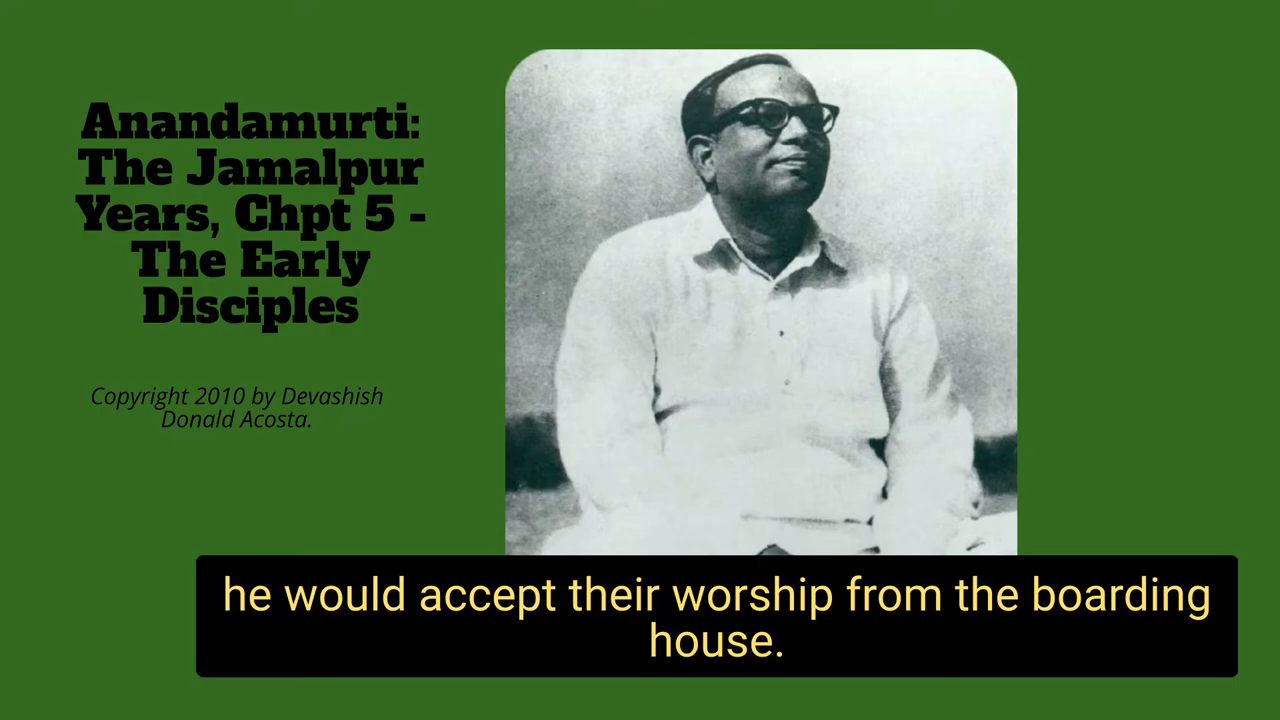 Anandamurti:
The Jamalpur
Years, Chpt 5 -
The Early
Disciples
Copyright 2010 by Devashish
Donald Acosta.
he would accept their worship from the boarding
house.